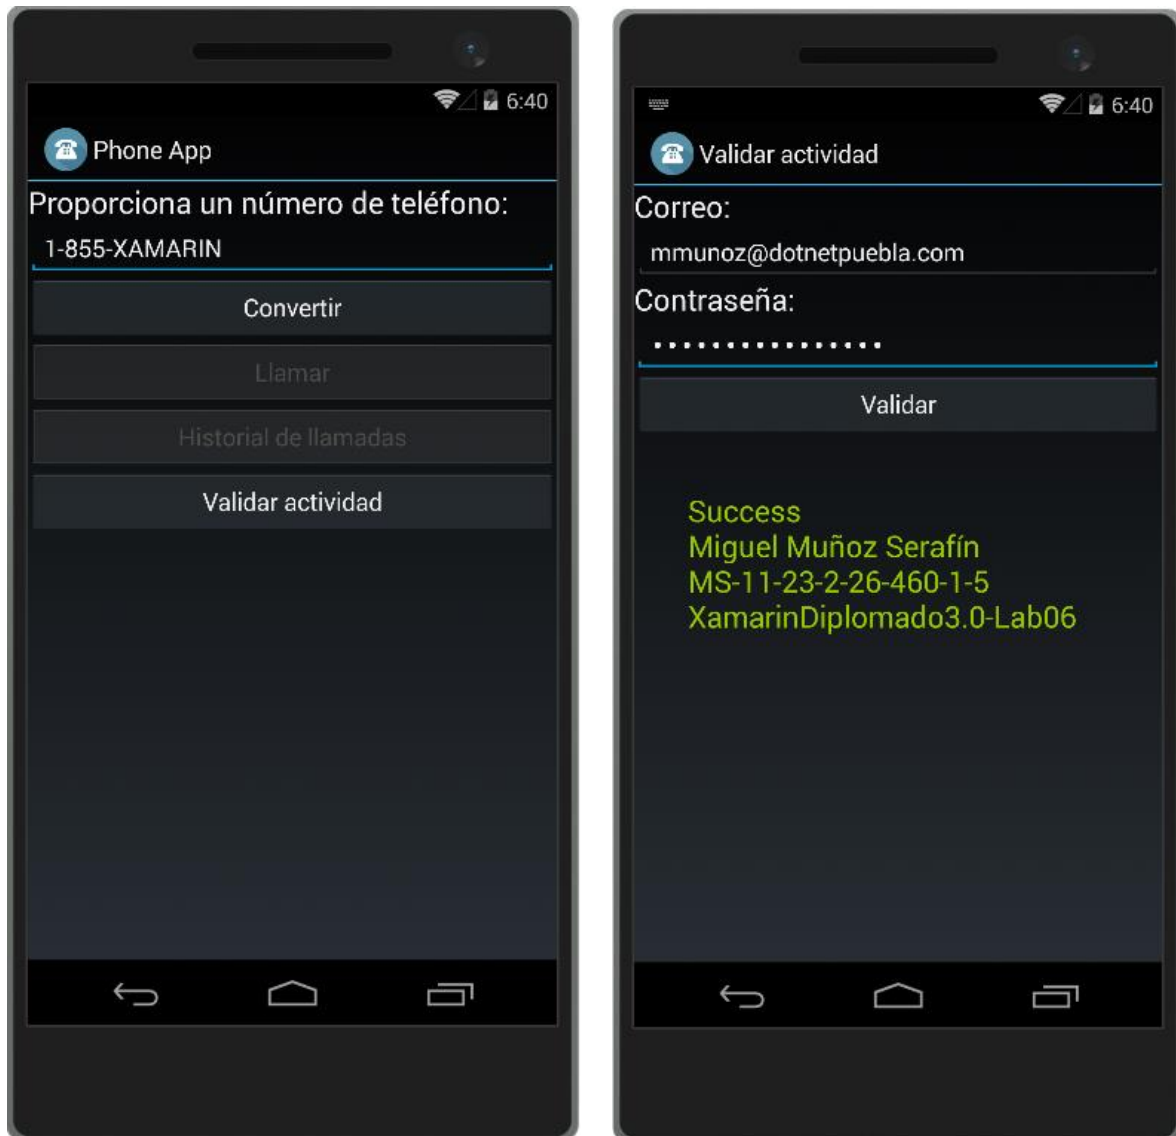 6:40
Phone App
Proporciona un número de teléfono:
1-855-XAMARIN
Convertir
Llamar
Historial de llamadas
Validar actividad
6:40
Validar actividad
Correo:
mmunoz@dotnetpuebla.com
Contraseña:
••••••••••••••••
Validar
Success
Miguel Muñoz Serafín
MS-11-23-2-26-460-1-5
XamarinDiplomado3.0-Lab06